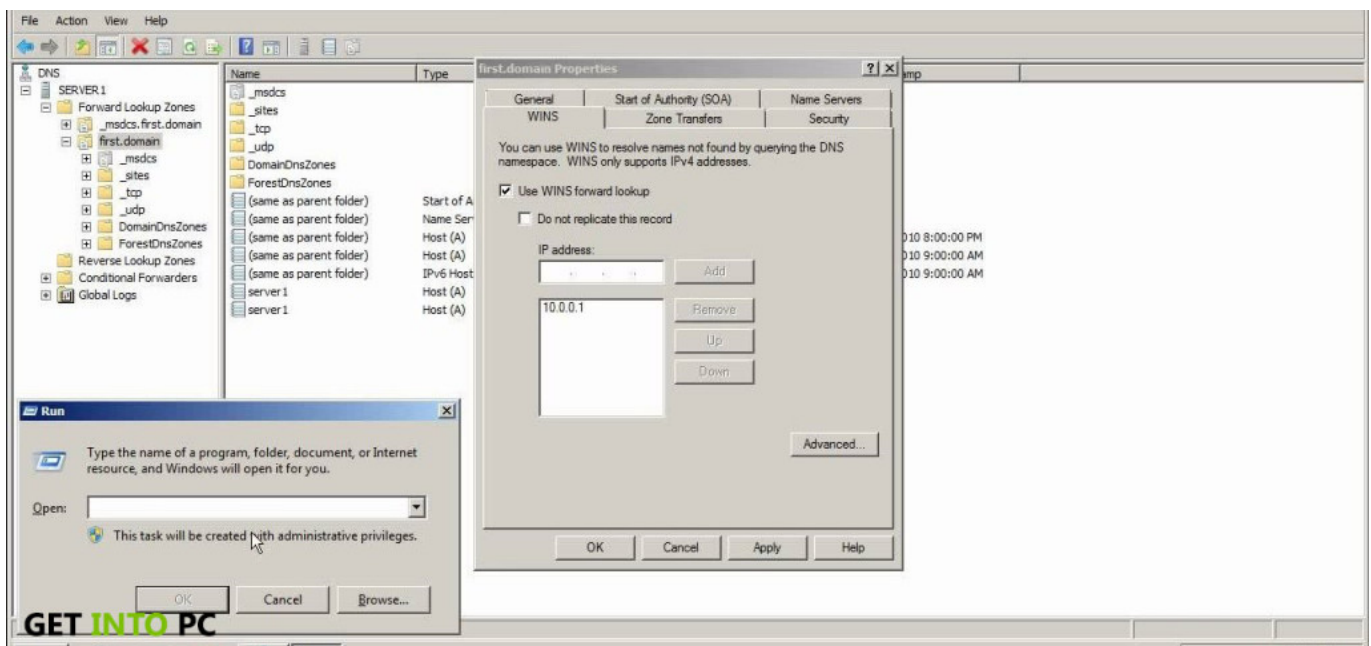 File Action View Help
DNS
SERVER1
Forward Lookup Zones
_msdcs.first.domain
first.domain
_msdcs
_sites
_tcp
_udp
DomainDnsZones
ForestDnsZones
Reverse Lookup Zones
Conditional Forwarders
Global Logs
Name Type
_msdcs
_sites
_tcp
_udp
DomainDnsZones
ForestDnsZones
(same as parent folder) Start of A
(same as parent folder) Name Ser
(same as parent folder) Host (A) 010 8:00:00 PM
(same as parent folder) Host (A) 010 9:00:00 AM
(same as parent folder) IPv6 Host 010 9:00:00 AM
server1 Host (A)
server1 Host (A)
first.domain Properties
General Start of Authority (SOA) Name Servers
WINS Zone Transfers Security
You can use WINS to resolve names not found by querying the DNS
namespace. WINS only supports IPv4 addresses.
Use WINS forward lookup
Do not replicate this record
IP address:
Add
10.0.0.1
Remove
Up
Down
Advanced...
OK Cancel Apply Help
Run
Type the name of a program, folder, document, or Internet
resource, and Windows will open it for you.
Open:
This task will be created with administrative privileges.
OK Cancel Browse...
GET INTO PC